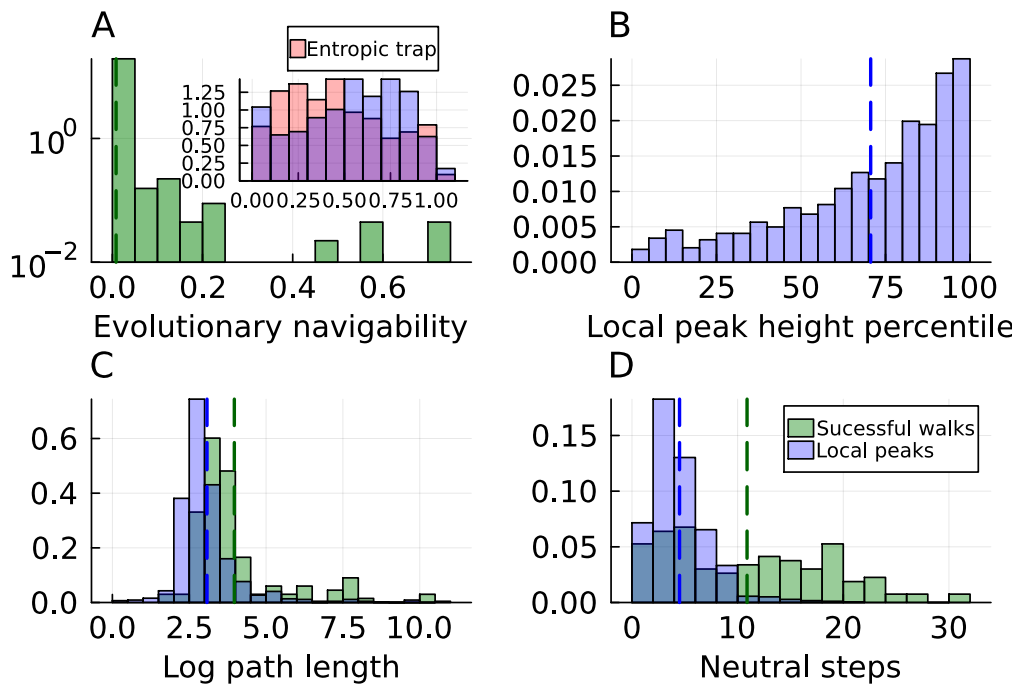 A
Entropic trap
10^0
10^-2
1.25
1.00
0.75
0.50
0.25
0.00
0.00 0.25 0.50 0.75 1.00
0.0 0.2 0.4 0.6
Evolutionary navigability
B
0.025
0.020
0.015
0.010
0.005
0.000
0 25 50 75 100
Local peak height percentile
C
0.6
0.4
0.2
0.0
0.0 2.5 5.0 7.5 10.0
Log path length
D
Sucessful walks
Local peaks
0.15
0.10
0.05
0.00
0 10 20 30
Neutral steps